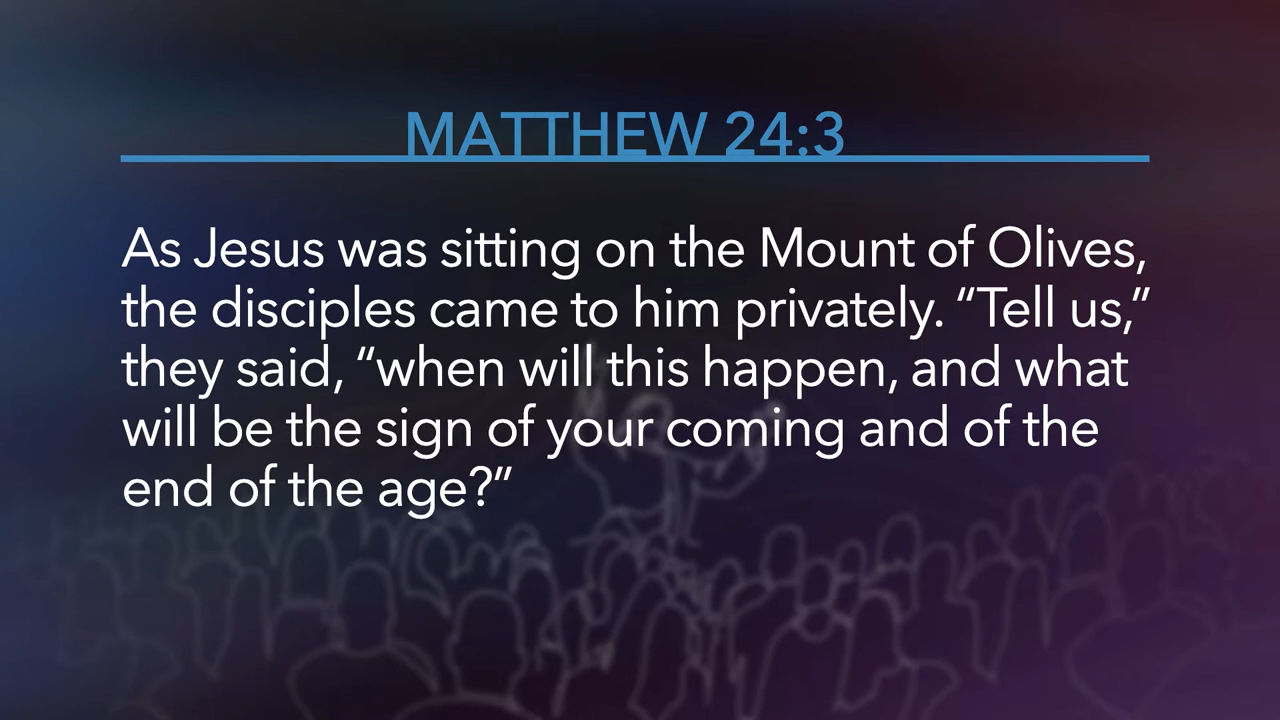 MATTHEW 24:3
As Jesus was sitting on the Mount of Olives,
the disciples came to him privately. “Tell us,”
they said, “when will this happen, and what
will be the sign of your coming and of the
end of the age?”